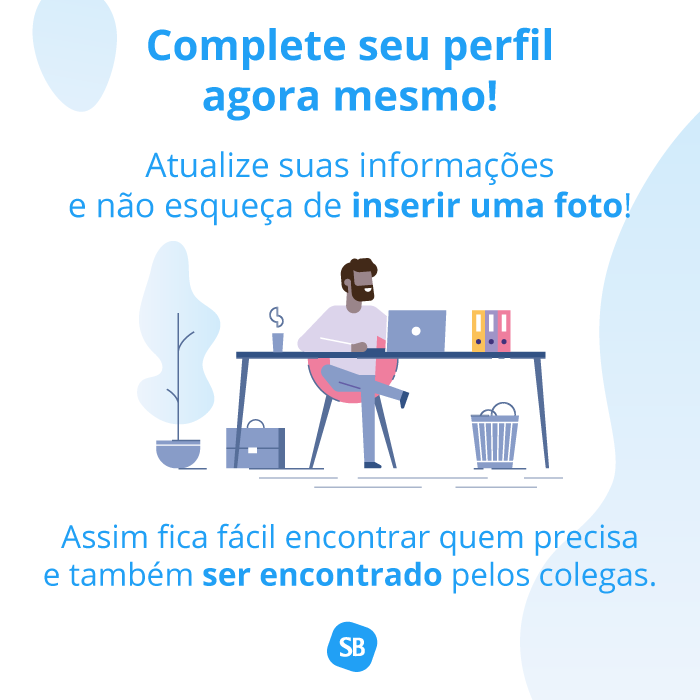 Complete seu perfil
agora mesmo!
Atualize suas informações
e não esqueça de inserir uma foto!
Assim fica fácil encontrar quem precisa
e também ser encontrado pelos colegas.
SB